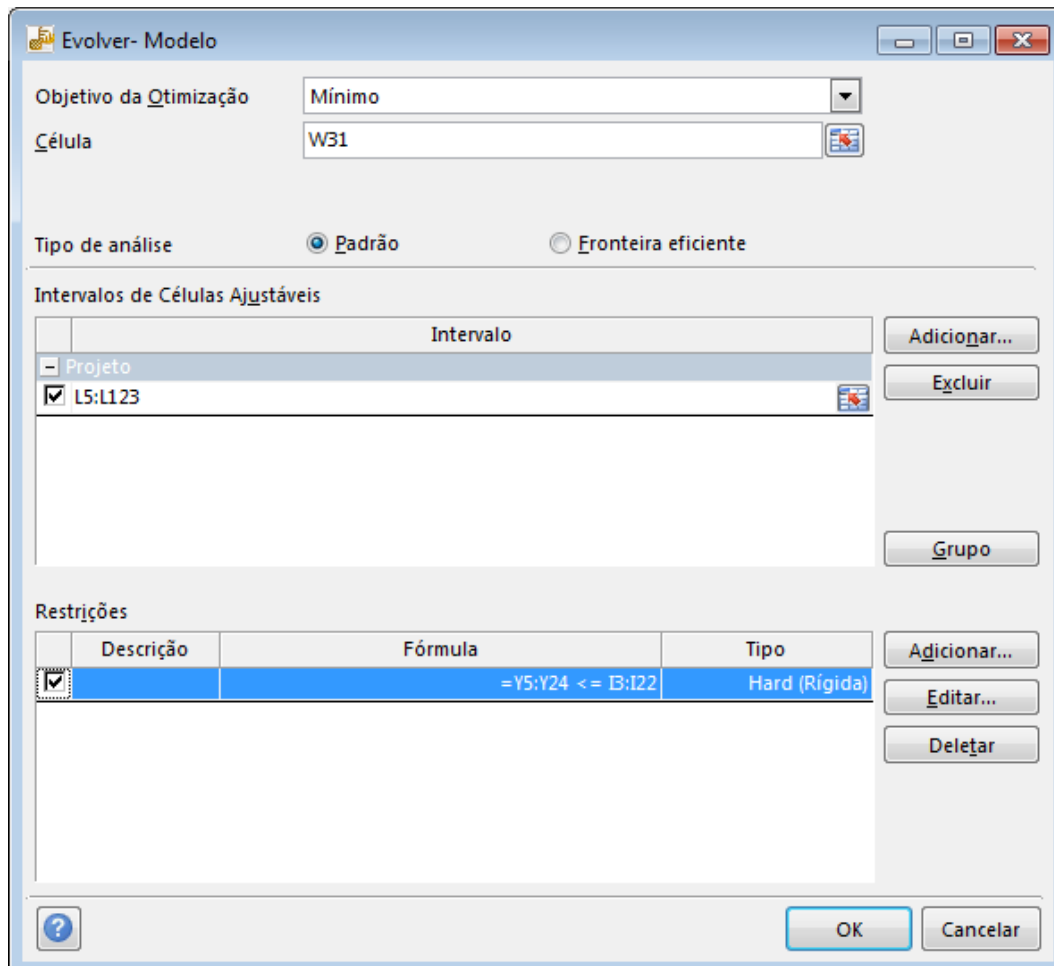 Evolver- Modelo
Objetivo da Otimização Mínimo
Célula W31
Tipo de análise Padrão Fronteira eficiente
Intervalos de Células Ajustáveis
Intervalo Adicionar...
Projeto
L5:L123 Excluir
Grupo
Restrições
Descrição Fórmula Tipo Adicionar...
=Y5:Y24 <= I3:I22 Hard (Rígida)
Editar...
Deletar
? OK Cancelar